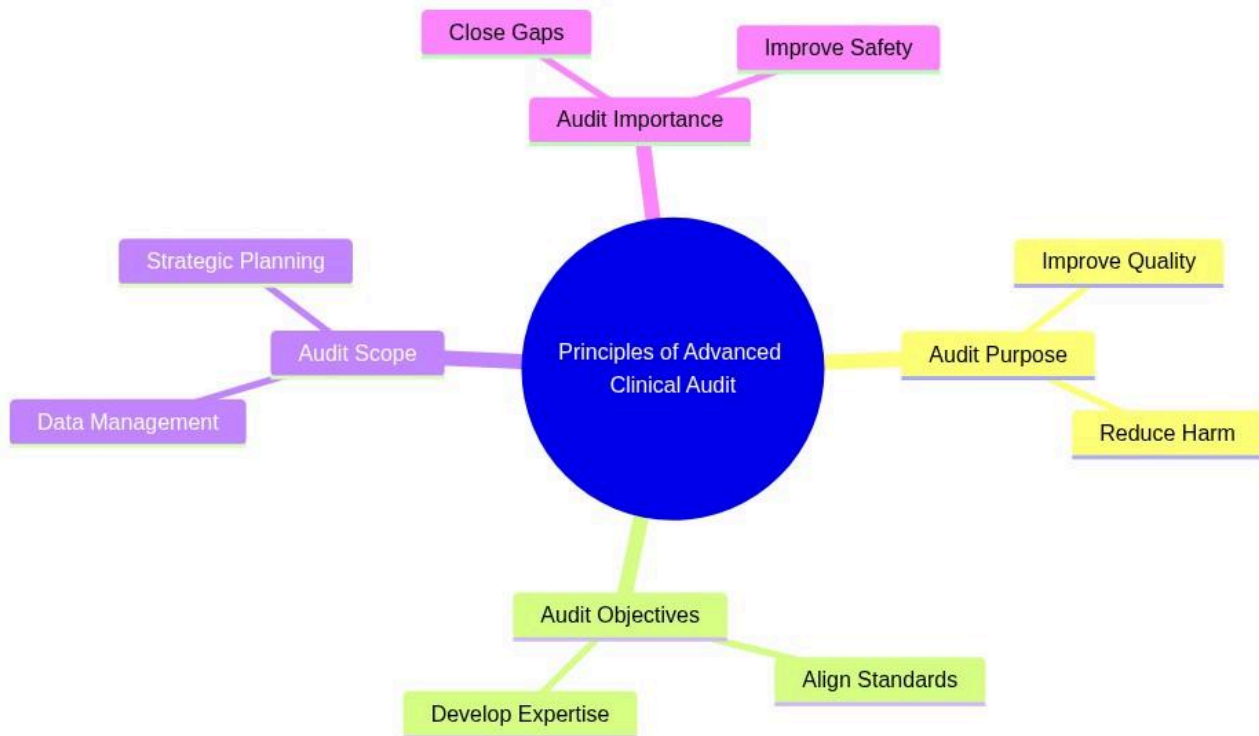 Close Gaps
Improve Safety
Audit Importance
Strategic Planning
Improve Quality
Audit Scope
Principles of Advanced
Clinical Audit
Audit Purpose
Data Management
Reduce Harm
Audit Objectives
Align Standards
Develop Expertise